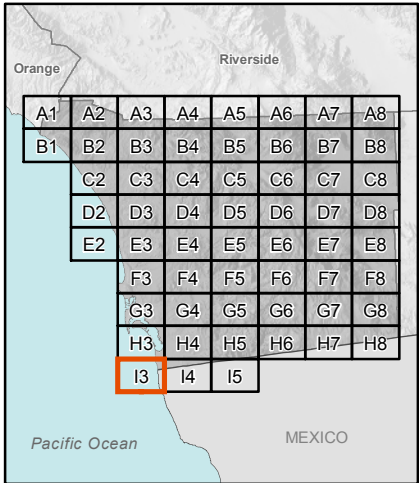 Riverside
Orange
A1 A2 A3 A4 A5 A6 A7 A8
B1 B2 B3 B4 B5 B6 B7 B8
C2 C3 C4 C5 C6 C7 C8
D2 D3 D4 D5 D6 D7 D8
E2 E3 E4 E5 E6 E7 E8
F3 F4 F5 F6 F7 F8
G3 G4 G5 G6 G7 G8
H3 H4 H5 H6 H7 H8
I3 I4 I5
Pacific Ocean MEXICO